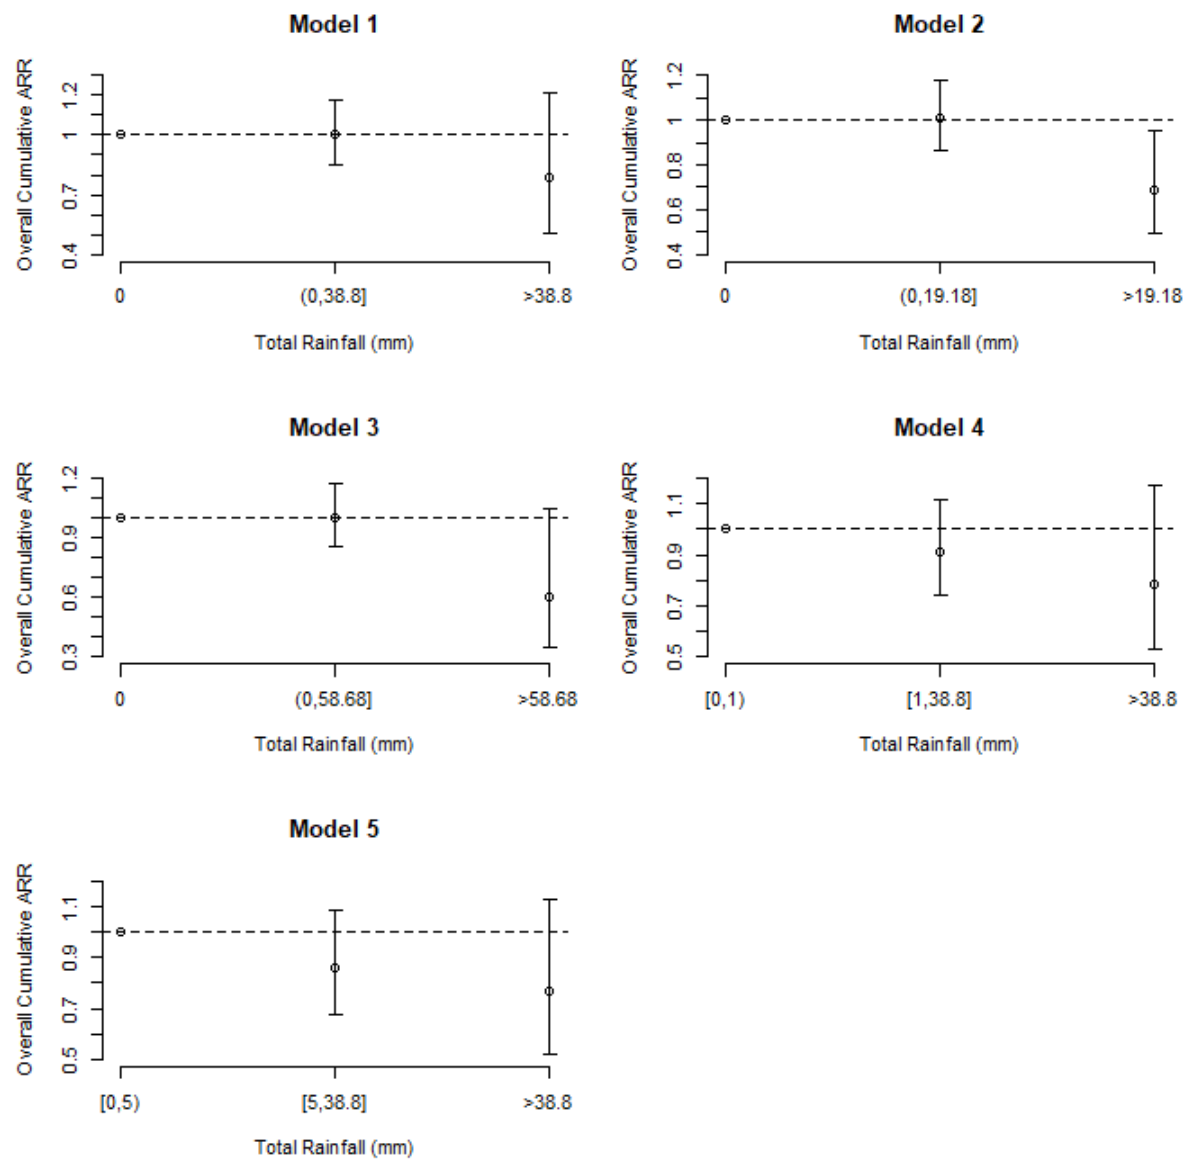 Model 1
Overall Cumulative ARR
1.2
1
0.7
0.4
0 (0,38.8] >38.8
Total Rainfall (mm)
Model 2
Overall Cumulative ARR
1.2
1
0.8
0.6
0.4
0 (0,19.18] >19.18
Total Rainfall (mm)
Model 3
Overall Cumulative ARR
1.2
0.9
0.6
0.3
0 (0,58.68] >58.68
Total Rainfall (mm)
Model 4
Overall Cumulative ARR
1.1
0.9
0.7
0.5
[0,1) [1,38.8] >38.8
Total Rainfall (mm)
Model 5
Overall Cumulative ARR
1.1
0.9
0.7
0.5
[0,5) [5,38.8] >38.8
Total Rainfall (mm)